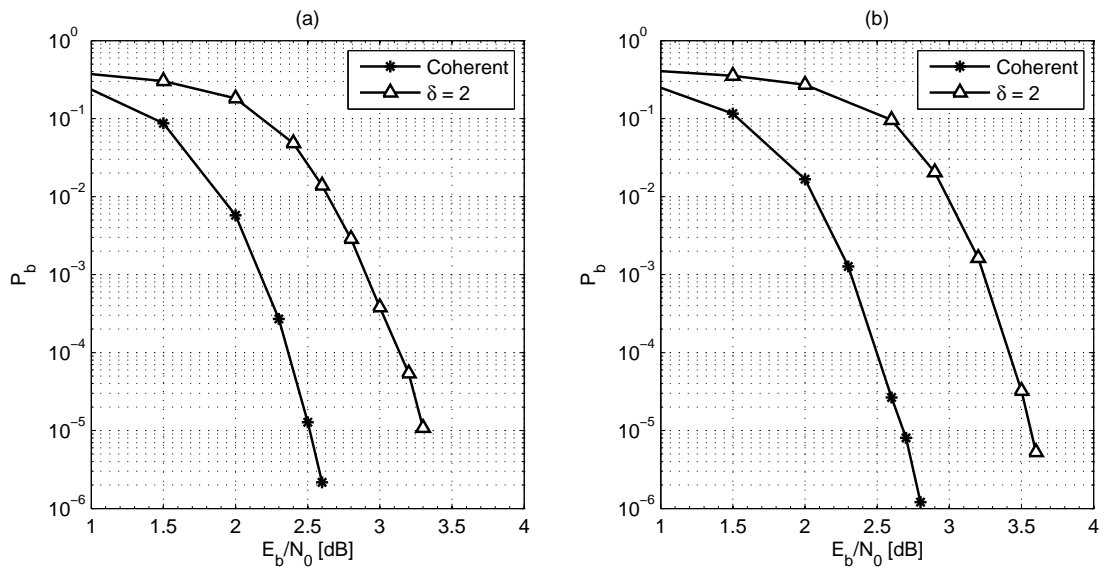 (a)
10^0
10^-1
10^-2
10^-3
10^-4
10^-5
10^-6
P_b
1 1.5 2 2.5 3 3.5 4
E_b/N_0 [dB]
Coherent
δ = 2
(b)
10^0
10^-1
10^-2
10^-3
10^-4
10^-5
10^-6
P_b
1 1.5 2 2.5 3 3.5 4
E_b/N_0 [dB]
Coherent
δ = 2